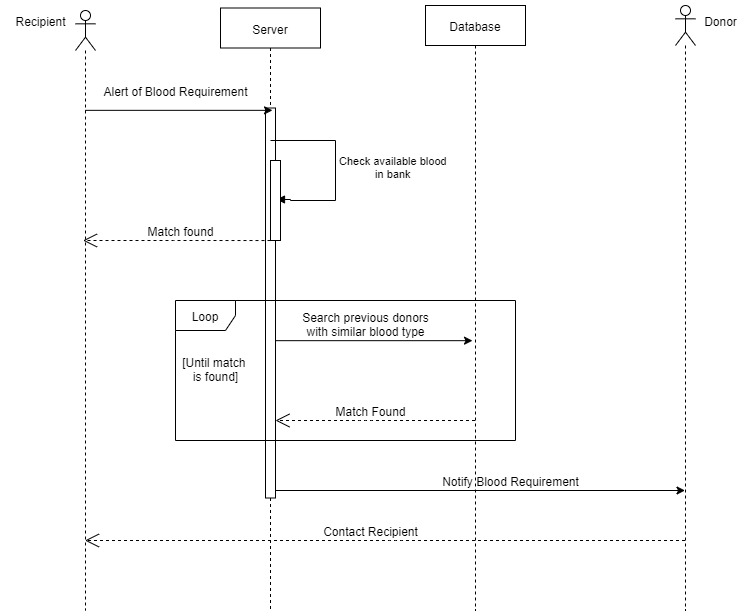 Recipient
Server
Database
Donor
Alert of Blood Requirement
Check available blood
in bank
Match found
Loop
Search previous donors
with similar blood type
[Until match
is found]
Match Found
Notify Blood Requirement
Contact Recipient